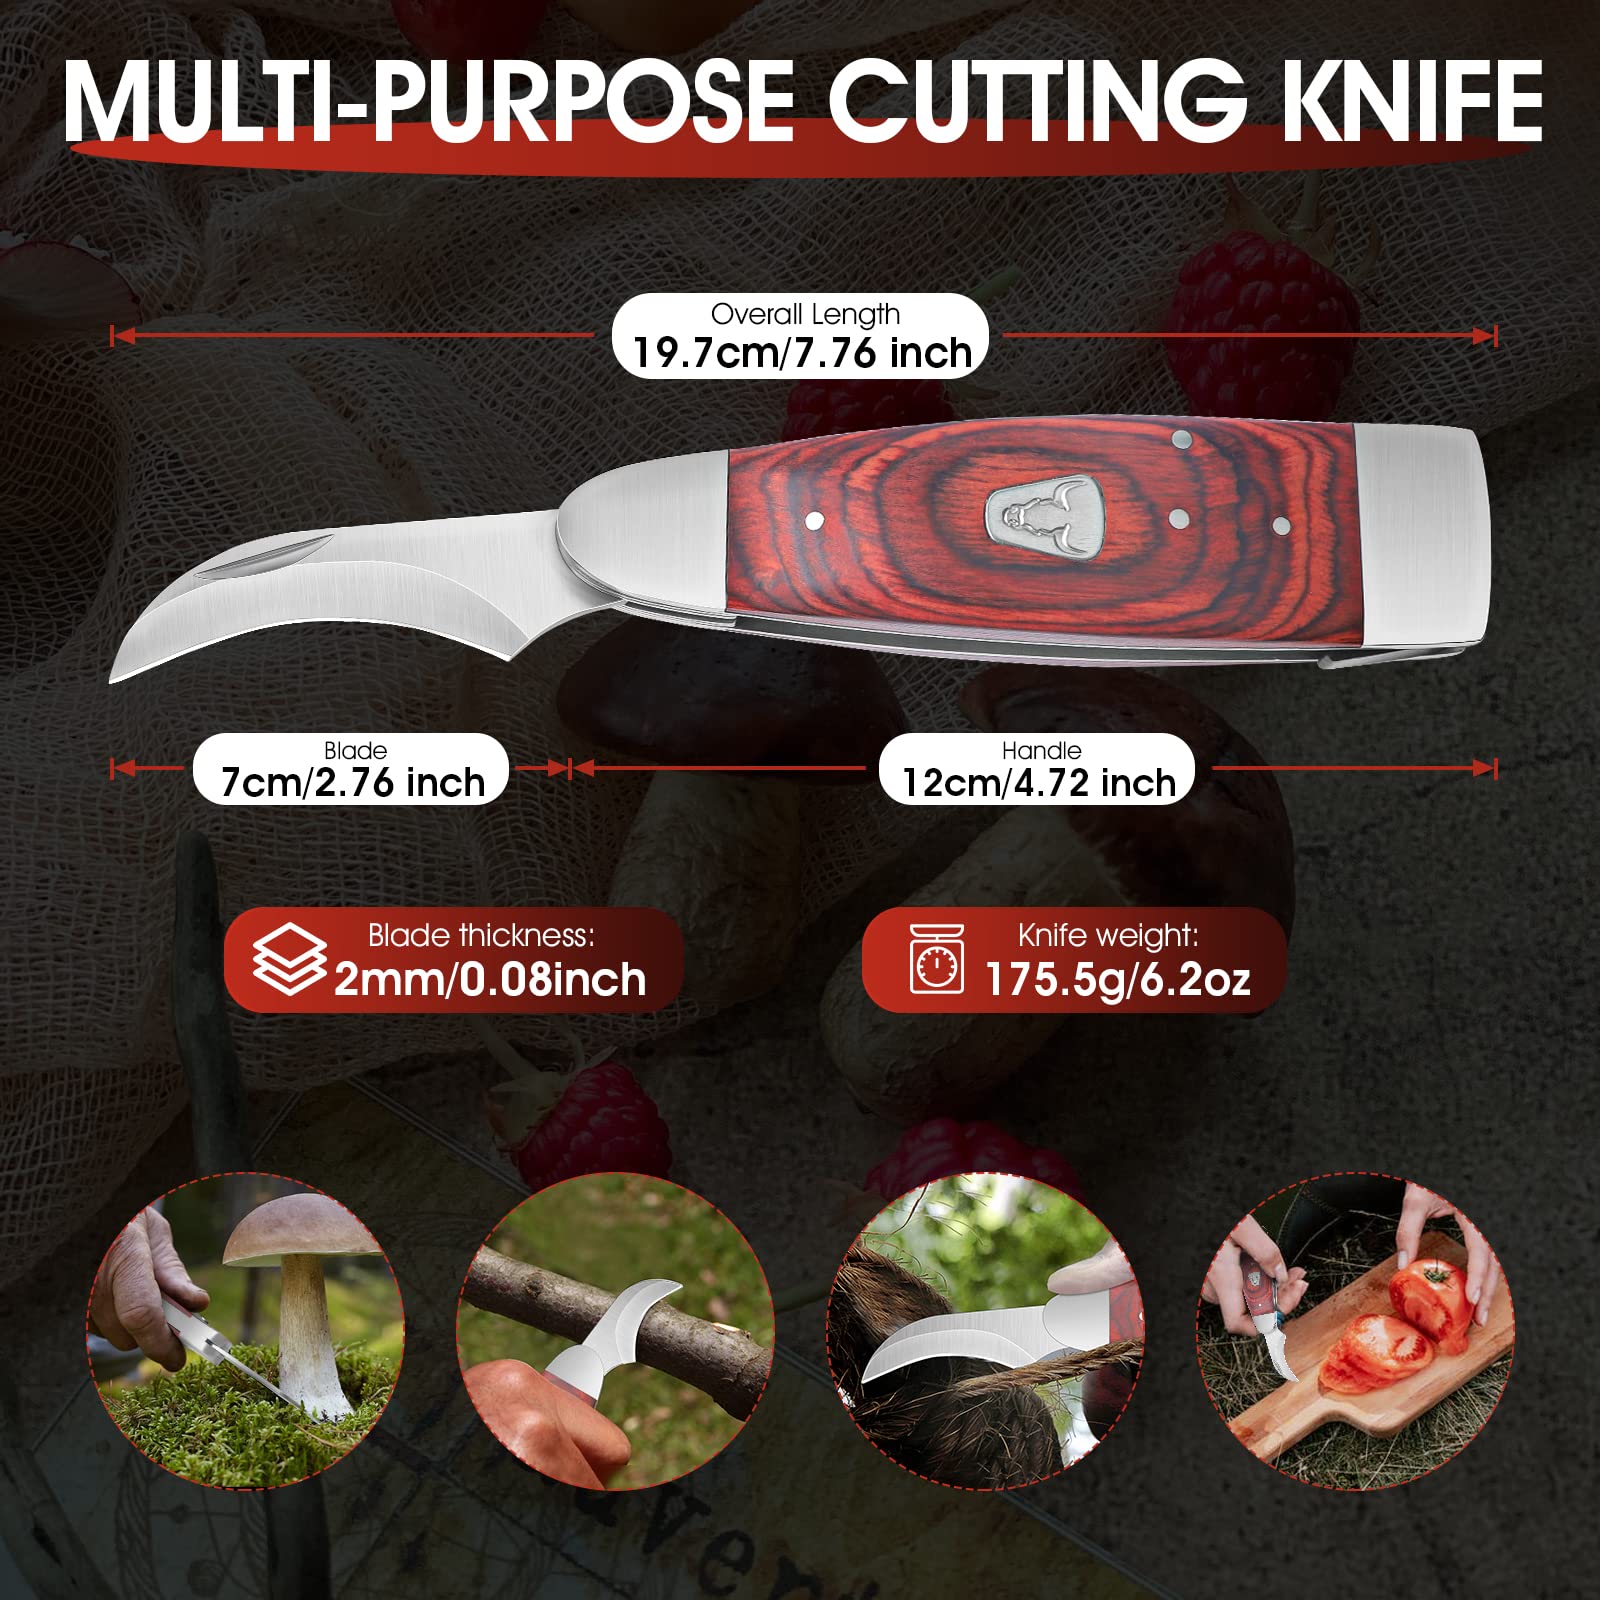 MULTI-PURPOSE CUTTING KNIFE
Overall Length
19.7cm/7.76 inch
Blade
7cm/2.76 inch
Handle
12cm/4.72 inch
Blade thickness:
2mm/0.08inch
Knife weight:
175.5g/6.2oz